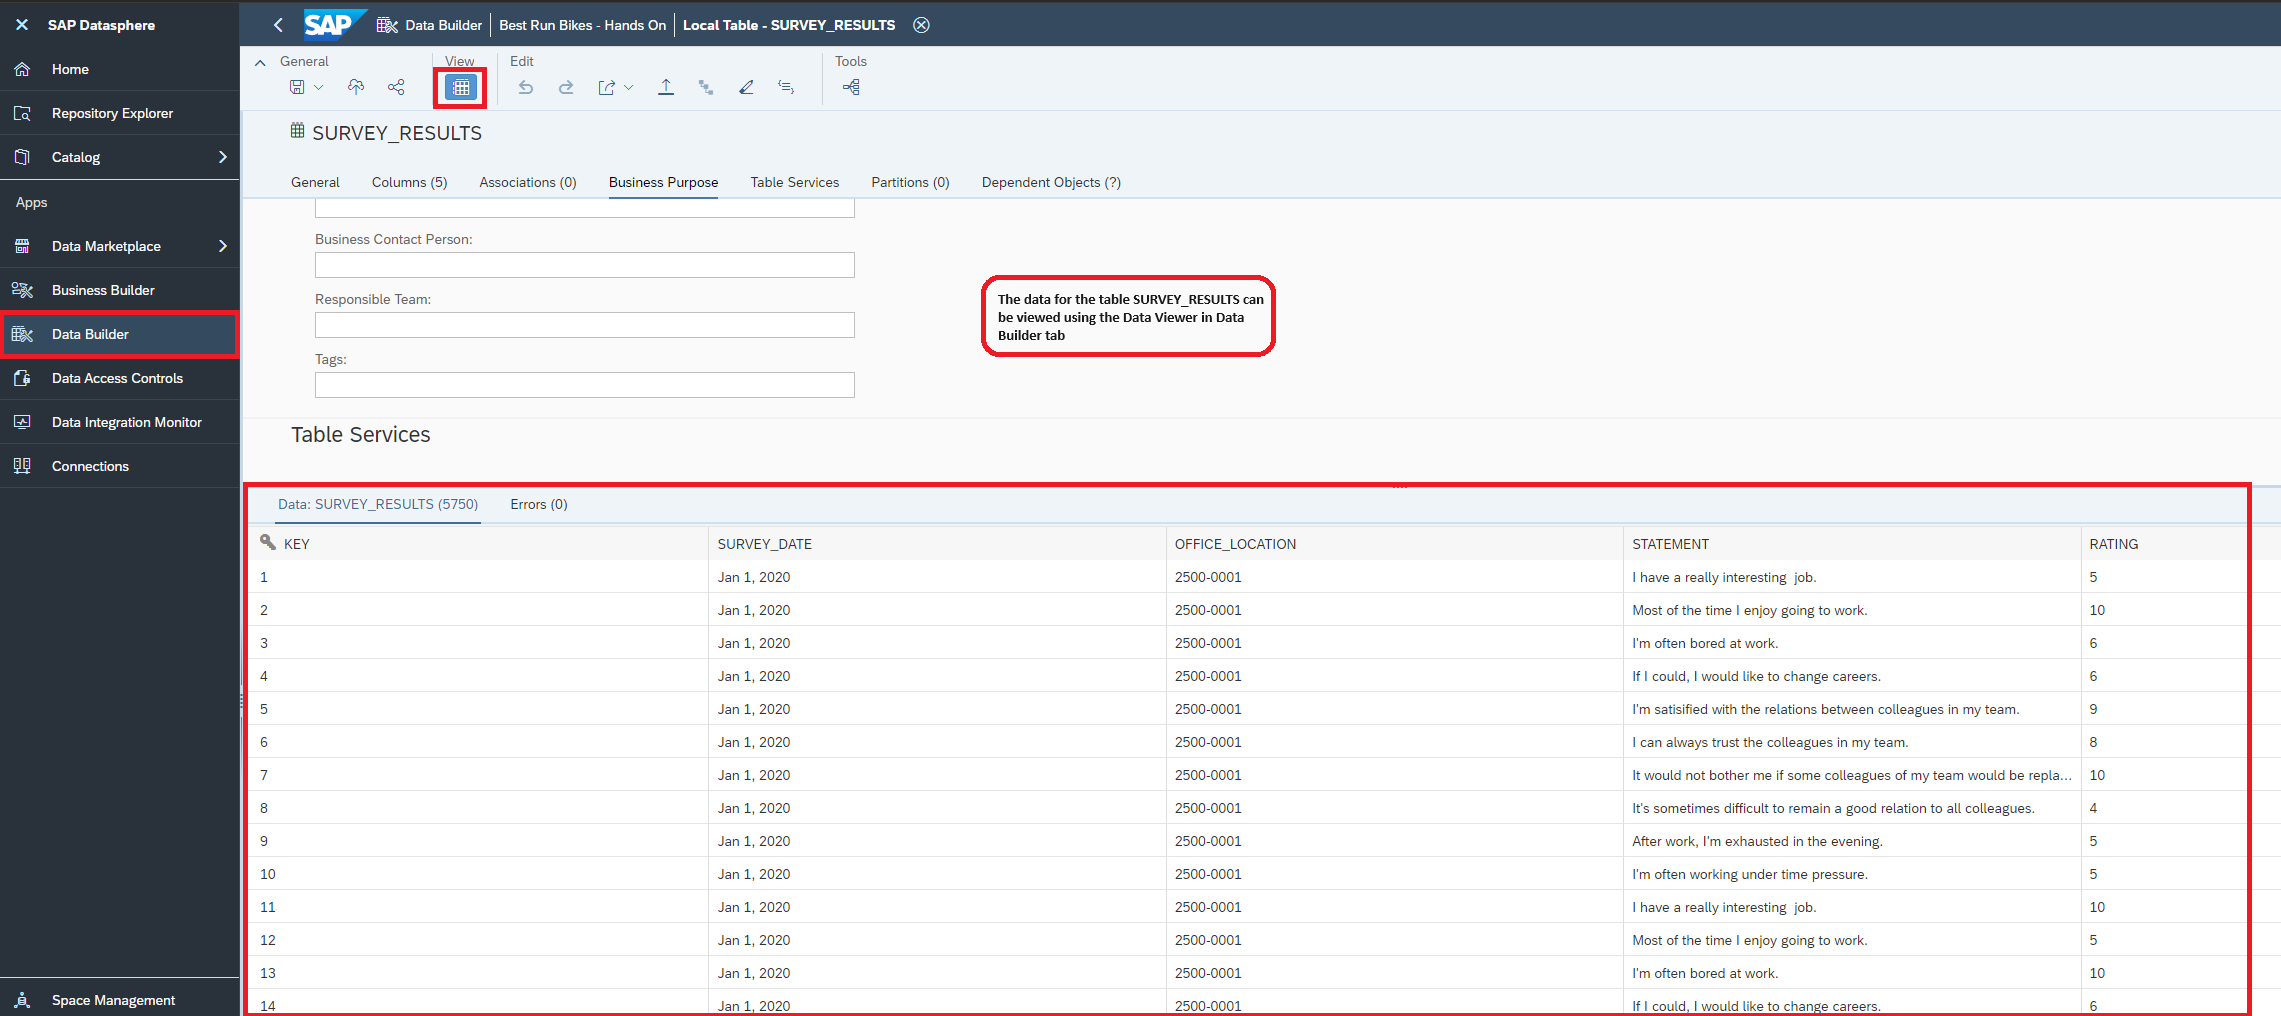 SAP Datasphere
Home
Repository Explorer
Catalog
Apps
Data Marketplace
Business Builder
Data Builder
Data Access Controls
Data Integration Monitor
Connections
Space Management
SAP Data Builder Best Run Bikes - Hands On Local Table - SURVEY_RESULTS
General View Edit Tools
SURVEY_RESULTS
General Columns (5) Associations (0) Business Purpose Table Services Partitions (0) Dependent Objects (?)
Business Contact Person:
Responsible Team:
Tags:
The data for the table SURVEY_RESULTS can
be viewed using the Data Viewer in Data
Builder tab
Table Services
Data: SURVEY_RESULTS (5750) Errors (0)
KEY SURVEY_DATE OFFICE_LOCATION STATEMENT RATING
1 Jan 1, 2020 2500-0001 I have a really interesting  job. 5
2 Jan 1, 2020 2500-0001 Most of the time I enjoy going to work. 10
3 Jan 1, 2020 2500-0001 I'm often bored at work. 6
4 Jan 1, 2020 2500-0001 If I could, I would like to change careers. 6
5 Jan 1, 2020 2500-0001 I'm satisified with the relations between colleagues in my team. 9
6 Jan 1, 2020 2500-0001 I can always trust the colleagues in my team. 8
7 Jan 1, 2020 2500-0001 It would not bother me if some colleagues of my team would be repla... 10
8 Jan 1, 2020 2500-0001 It's sometimes difficult to remain a good relation to all colleagues. 4
9 Jan 1, 2020 2500-0001 After work, I'm exhausted in the evening. 5
10 Jan 1, 2020 2500-0001 I'm often working under time pressure. 5
11 Jan 1, 2020 2500-0001 I have a really interesting  job. 10
12 Jan 1, 2020 2500-0001 Most of the time I enjoy going to work. 5
13 Jan 1, 2020 2500-0001 I'm often bored at work. 10
14 Jan 1, 2020 2500-0001 If I could, I would like to change careers. 6